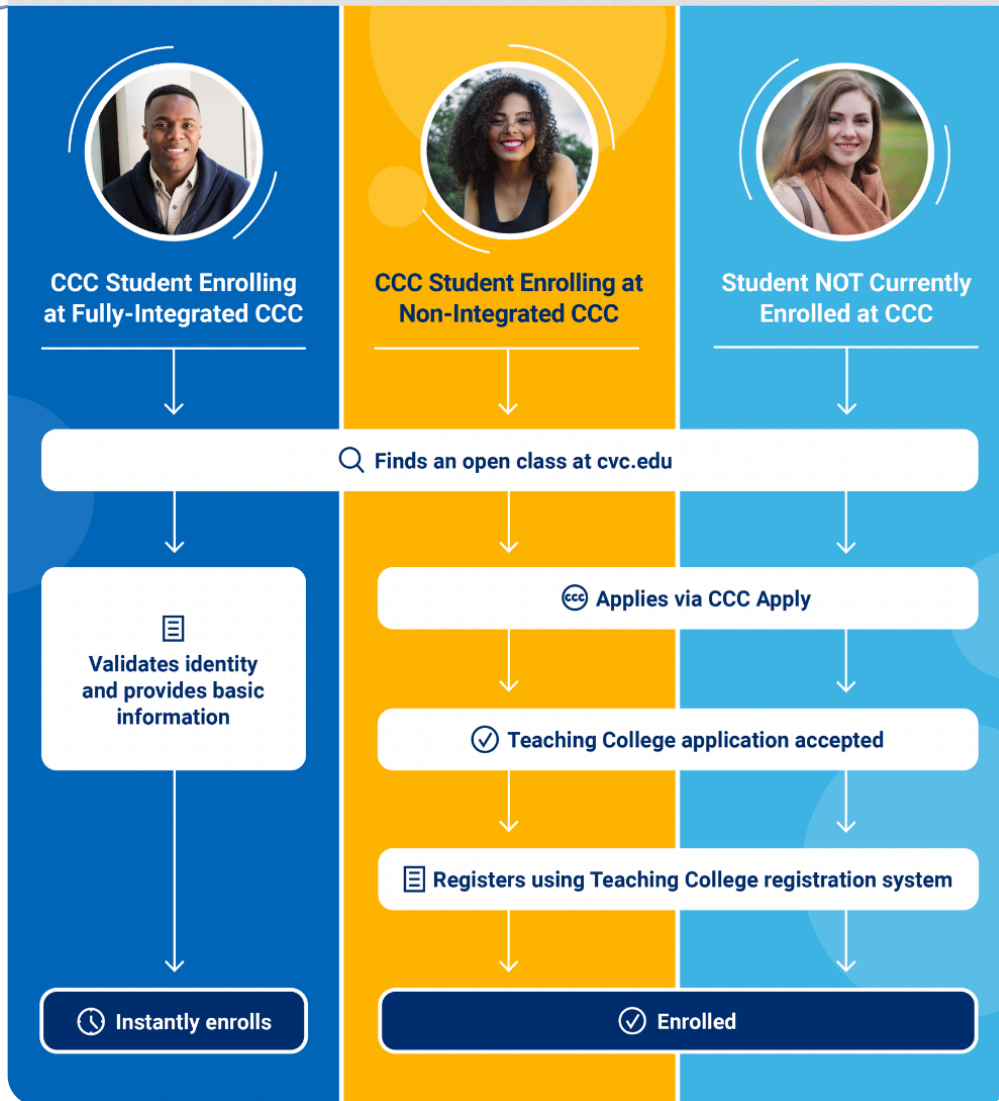 CCC Student Enrolling
at Fully-Integrated CCC
CCC Student Enrolling at
Non-Integrated CCC
Student NOT Currently
Enrolled at CCC
Finds an open class at cvc.edu
Validates identity
and provides basic
information
CCC Applies via CCC Apply
Teaching College application accepted
Registers using Teaching College registration system
Instantly enrolls
Enrolled